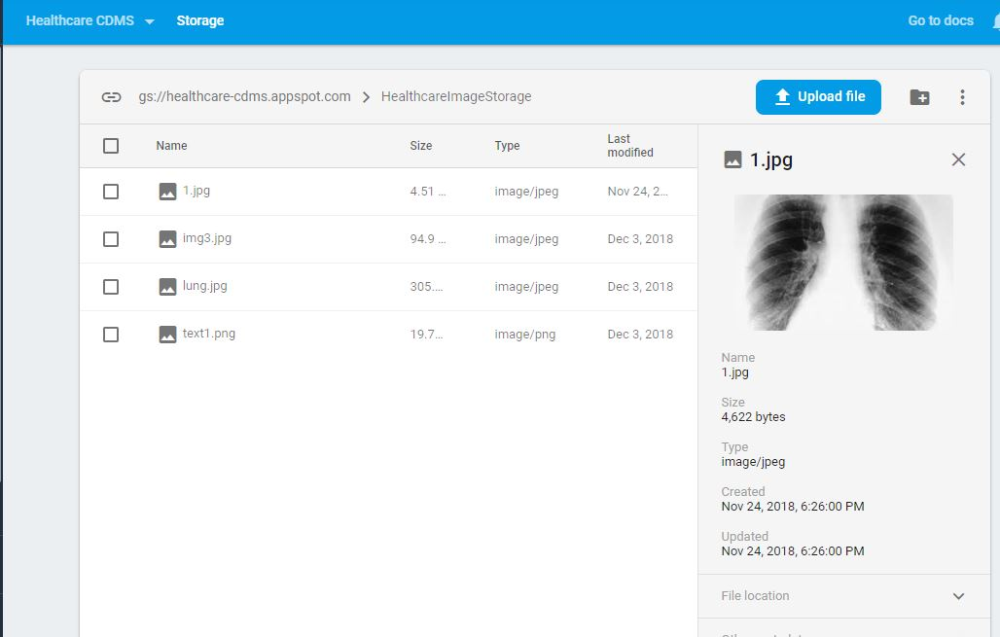 Healthcare CDMS Storage Go to docs
gs://healthcare-cdms.appspot.com > HealthcareImageStorage Upload file
Name Size Type Last modified
1.jpg 4.51 ... image/jpeg Nov 24, 2...
img3.jpg 94.9 ... image/jpeg Dec 3, 2018
lung.jpg 305.... image/jpeg Dec 3, 2018
text1.png 19.7... image/png Dec 3, 2018
1.jpg
Name
1.jpg
Size
4,622 bytes
Type
image/jpeg
Created
Nov 24, 2018, 6:26:00 PM
Updated
Nov 24, 2018, 6:26:00 PM
File location